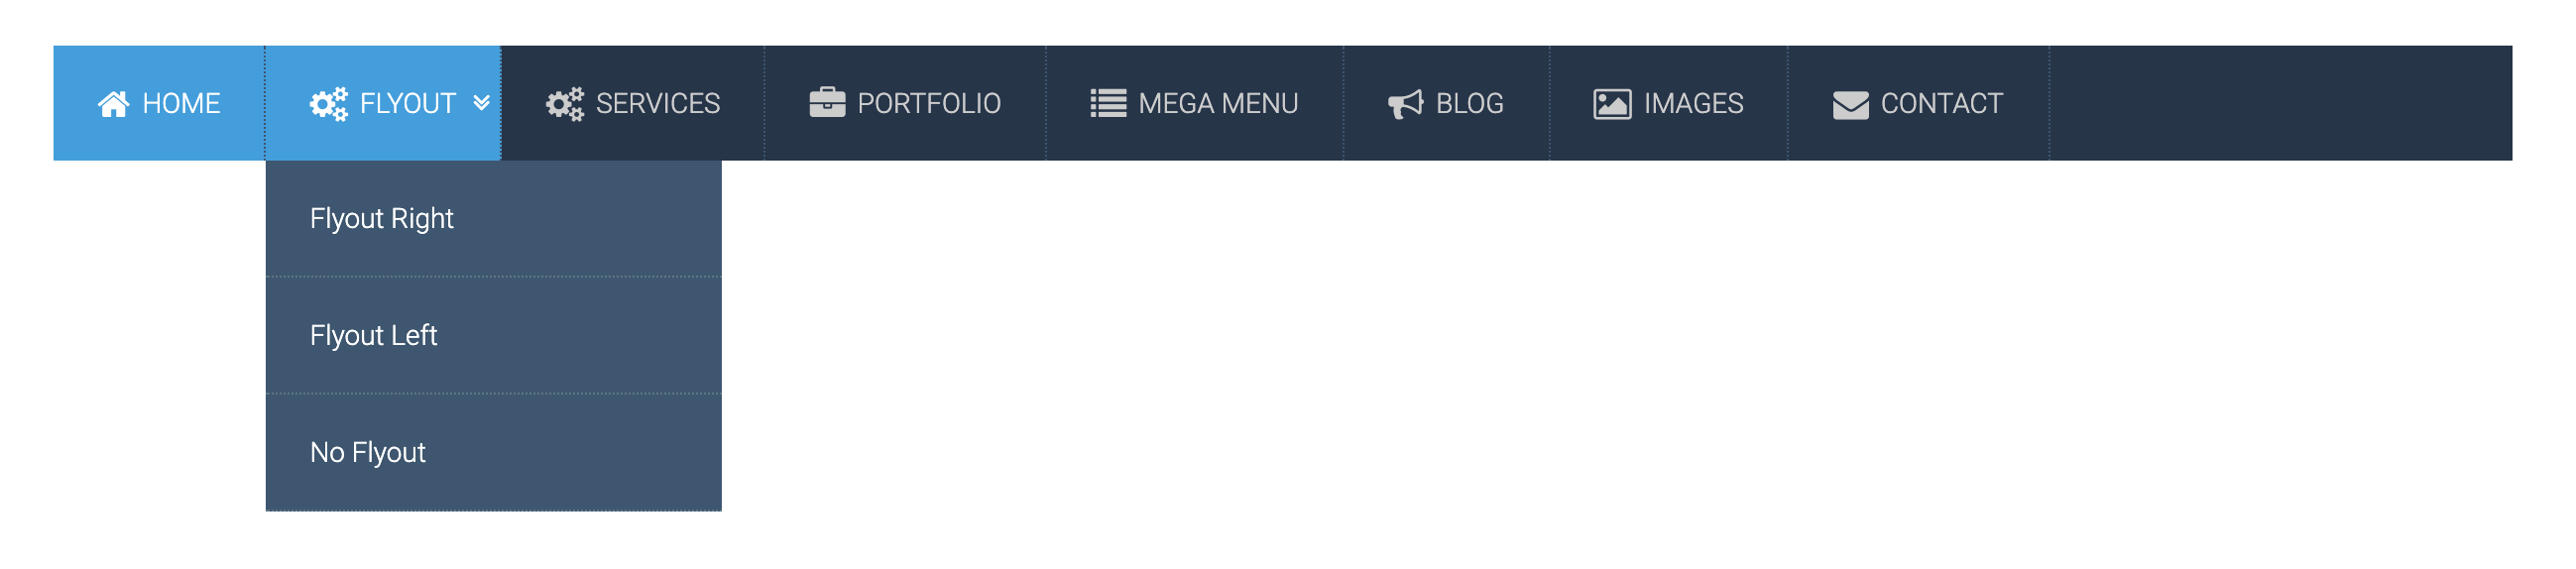 HOME FLYOUT SERVICES PORTFOLIO MEGA MENU BLOG IMAGES CONTACT
Flyout Right
Flyout Left
No Flyout